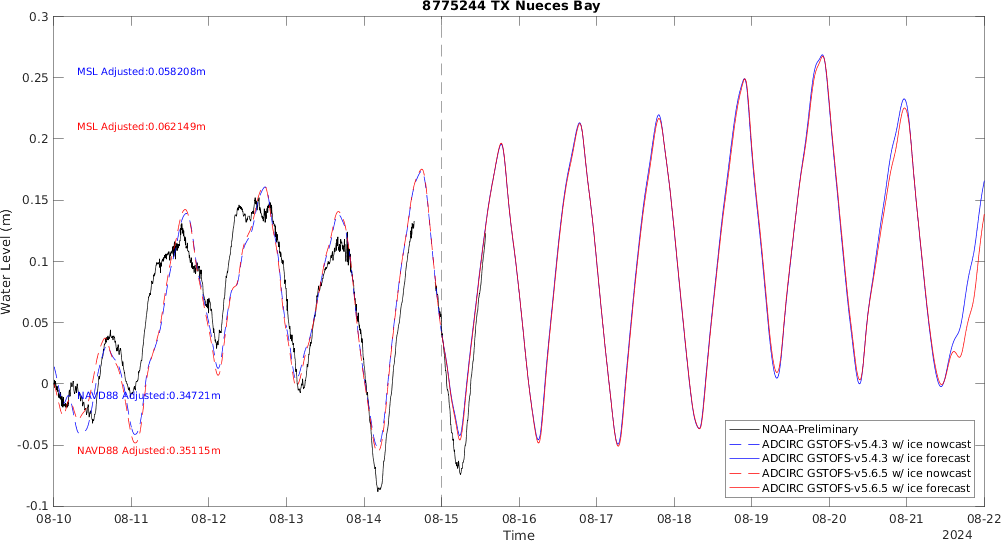 8775244 TX Nueces Bay
0.3
0.25
0.2
0.15
0.1
0.05
0
-0.05
-0.1
Water Level (m)
MSL Adjusted:0.058208m
MSL Adjusted:0.062149m
NAVD88 Adjusted:0.34721m
NAVD88 Adjusted:0.35115m
NOAA-Preliminary
ADCIRC GSTOFS-v5.4.3 w/ ice nowcast
ADCIRC GSTOFS-v5.4.3 w/ ice forecast
ADCIRC GSTOFS-v5.6.5 w/ ice nowcast
ADCIRC GSTOFS-v5.6.5 w/ ice forecast
08-10 08-11 08-12 08-13 08-14 08-15 08-16 08-17 08-18 08-19 08-20 08-21 08-22
Time
2024